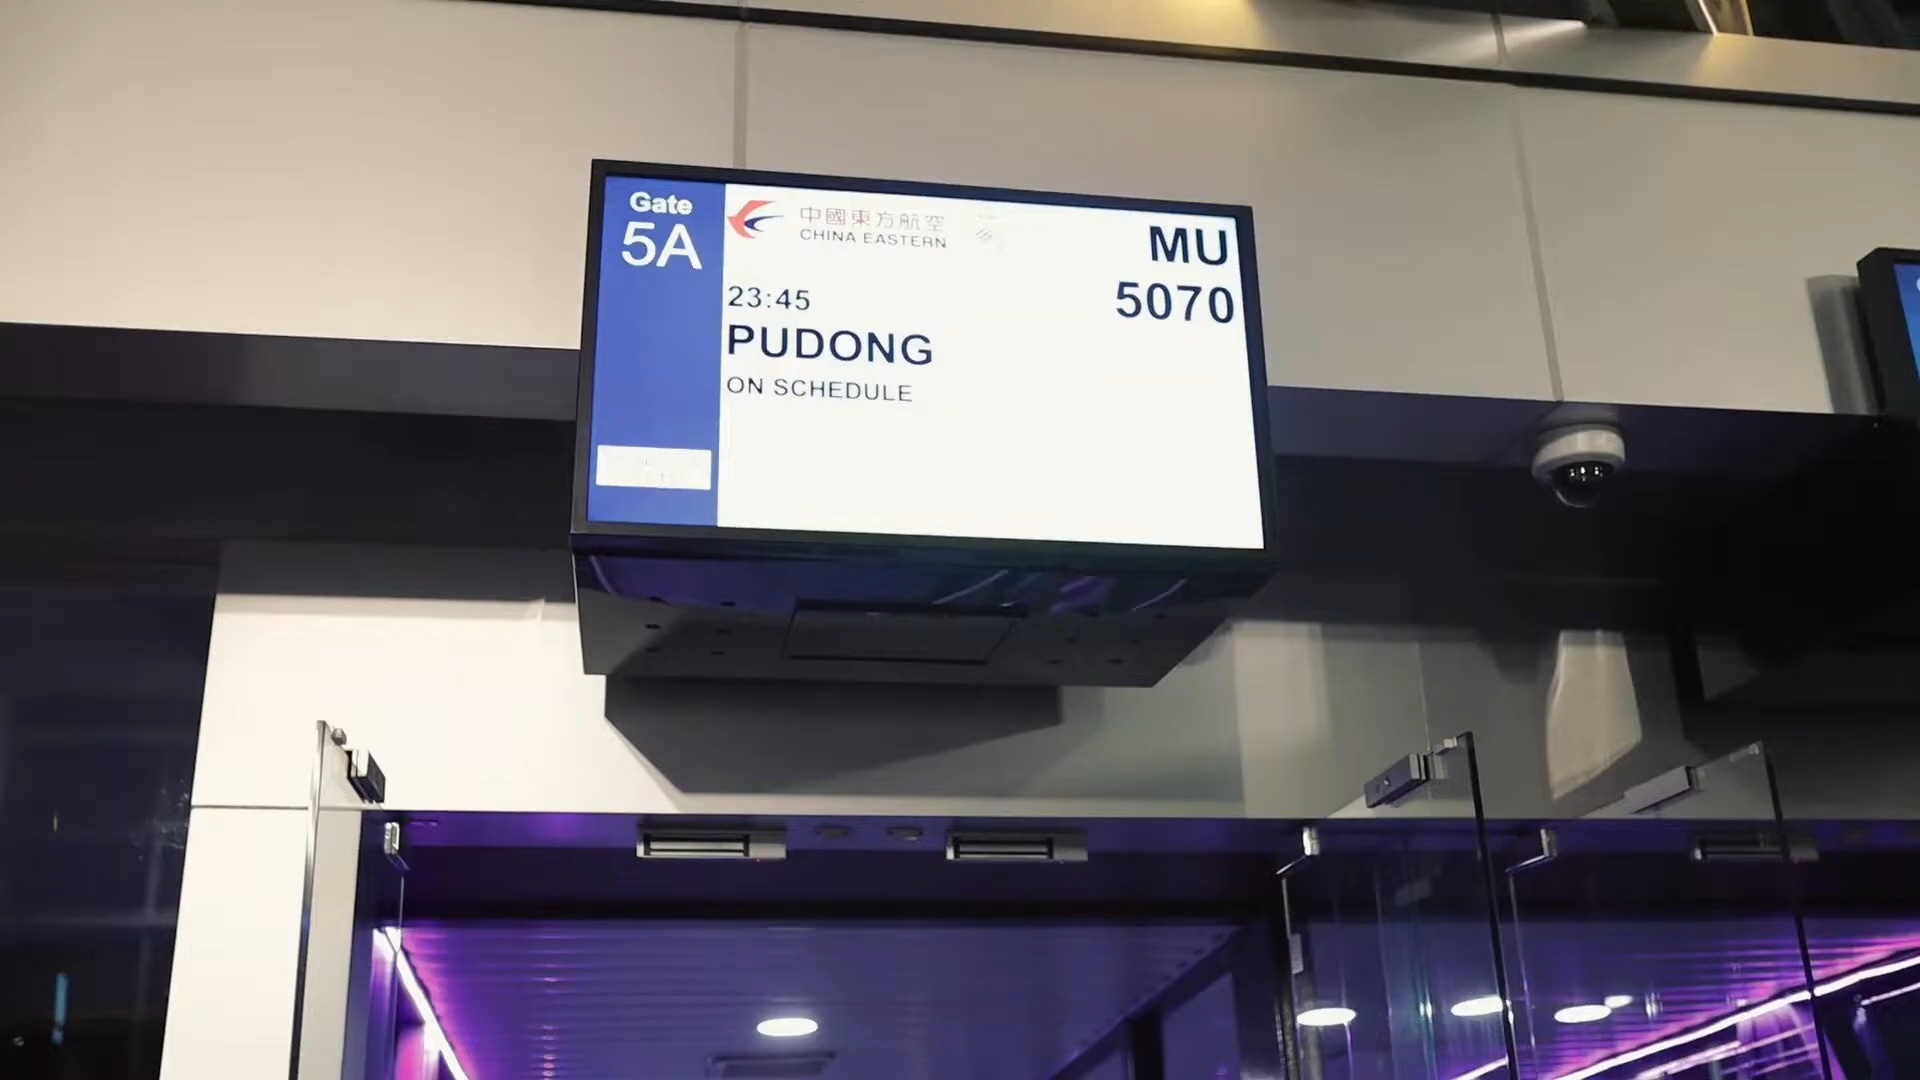 Gate
5A
中國東方航空
CHINA EASTERN
MU
5070
23:45
PUDONG
ON SCHEDULE